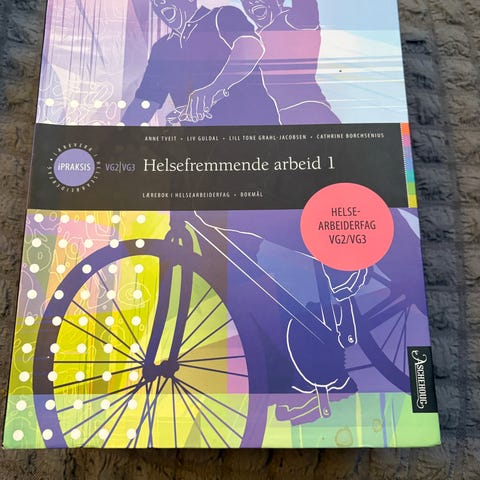 ANNE TVEIT • LIV GULDAL • LILL TONE GRAHL-JACOBSEN • CATHRINE BORCHSENIUS
iPRAKSIS
VG2|VG3
Helsefremmende arbeid 1
LÆREBOK I HELSEARBEIDERFAG • BOKMÅL
HELSE-
ARBEIDERFAG
VG2/VG3
ASCHEHOUG